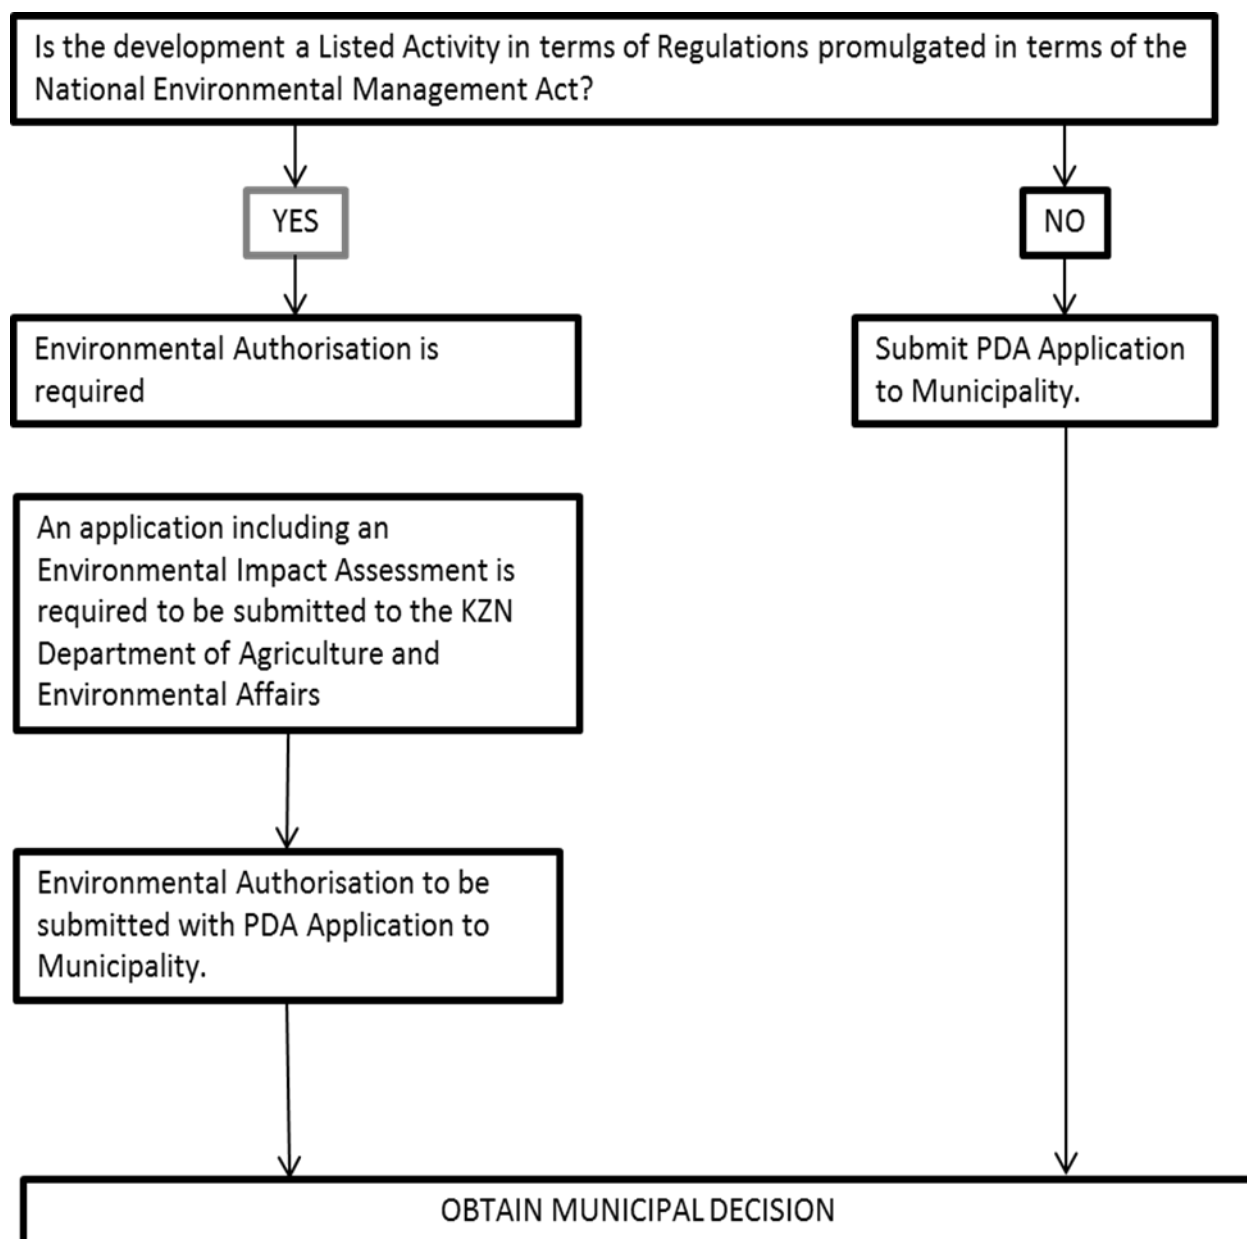 Is the development a Listed Activity in terms of Regulations promulgated in terms of the
National Environmental Management Act?
YES
NO
Environmental Authorisation is
required
Submit PDA Application
to Municipality.
An application including an
Environmental Impact Assessment is
required to be submitted to the KZN
Department of Agriculture and
Environmental Affairs
Environmental Authorisation to be
submitted with PDA Application to
Municipality.
OBTAIN MUNICIPAL DECISION